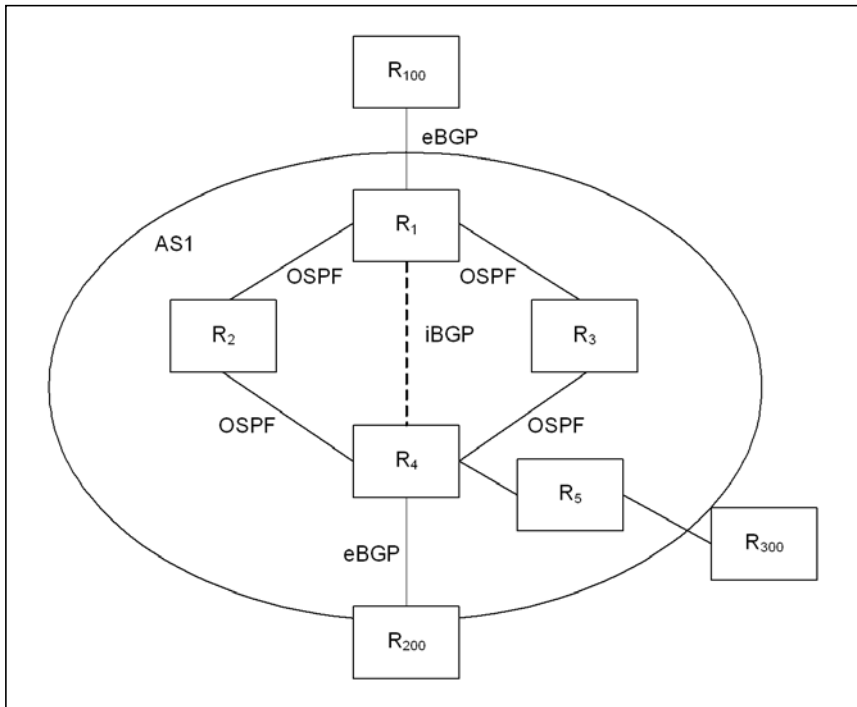 R₁₀₀
eBGP
R₁
AS1
OSPF
OSPF
R₂
iBGP
R₃
OSPF
OSPF
R₄
R₅
eBGP
R₃₀₀
R₂₀₀